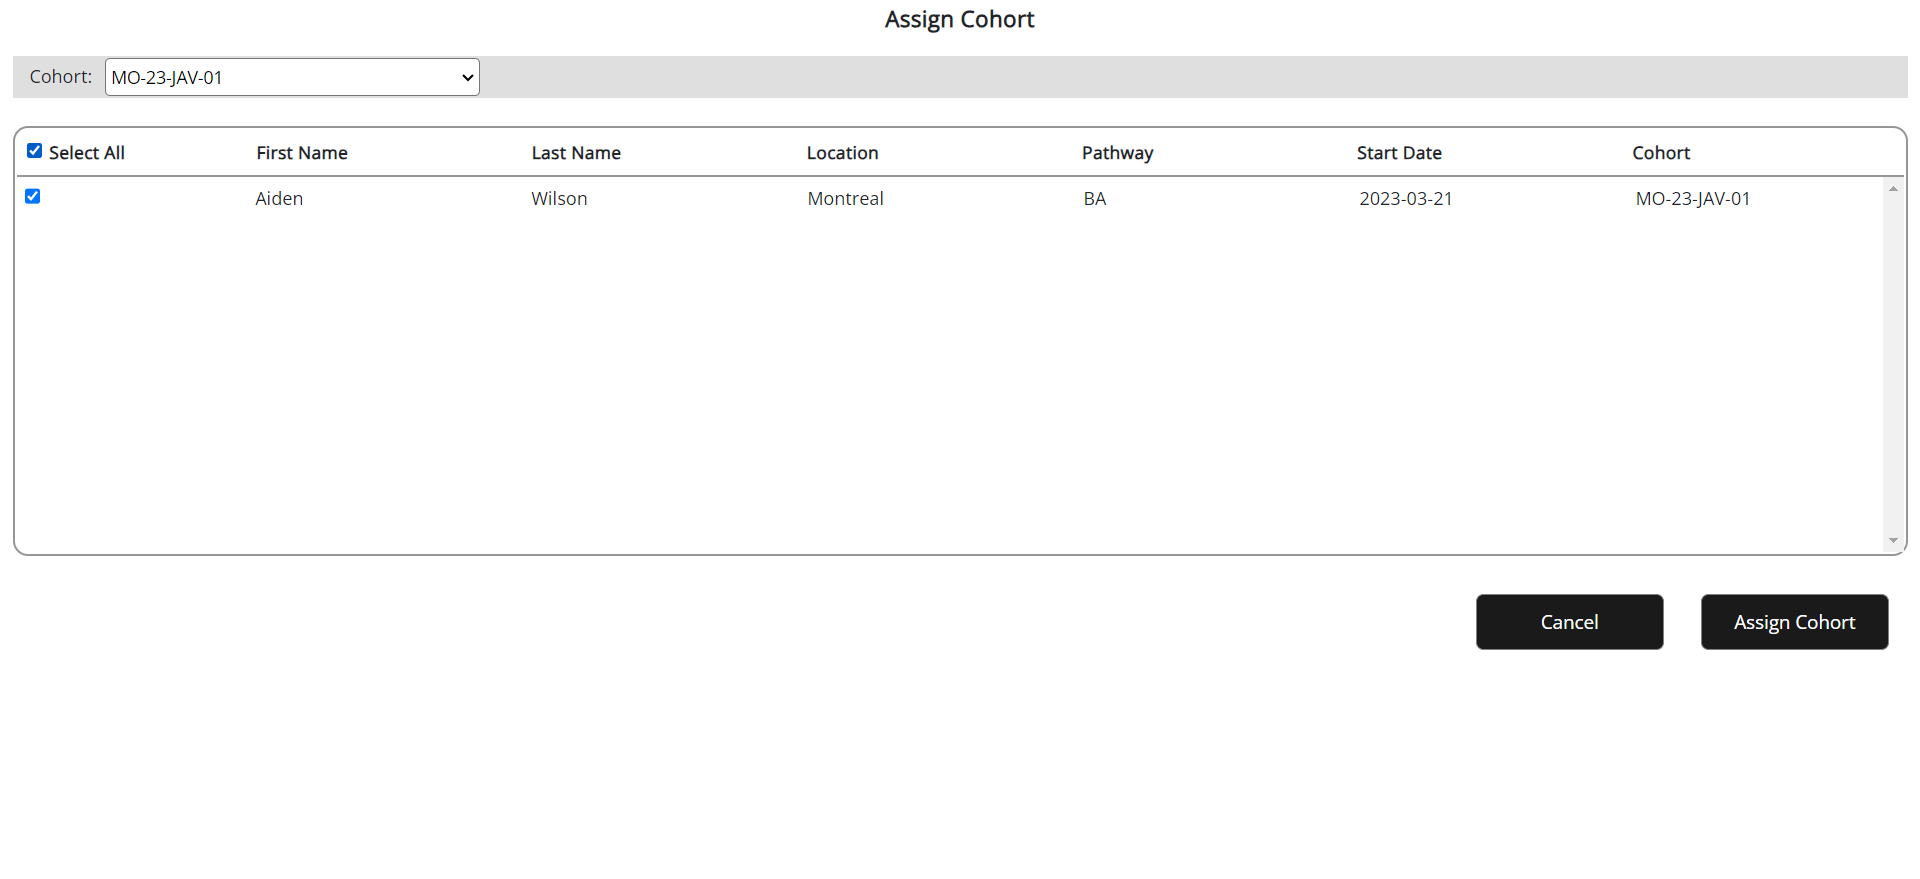 Assign Cohort
Cohort: MO-23-JAV-01
Select All First Name Last Name Location Pathway Start Date Cohort
Aiden Wilson Montreal BA 2023-03-21 MO-23-JAV-01
Cancel Assign Cohort